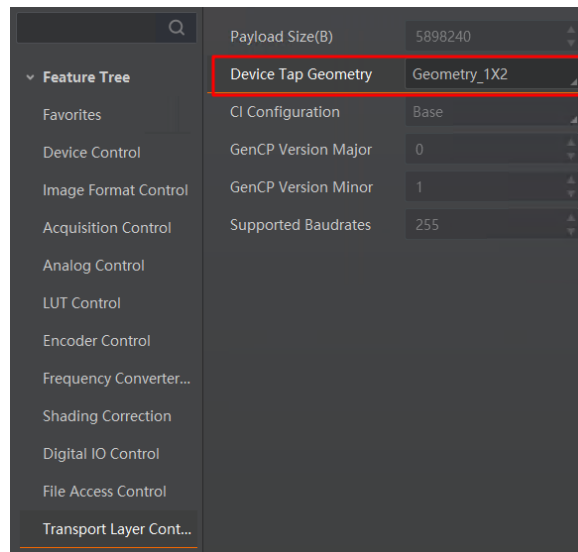 Feature Tree
Favorites
Device Control
Image Format Control
Acquisition Control
Analog Control
LUT Control
Encoder Control
Frequency Converter...
Shading Correction
Digital IO Control
File Access Control
Transport Layer Cont...
Payload Size(B) 5898240
Device Tap Geometry Geometry_1X2
Cl Configuration Base
GenCP Version Major 0
GenCP Version Minor 1
Supported Baudrates 255